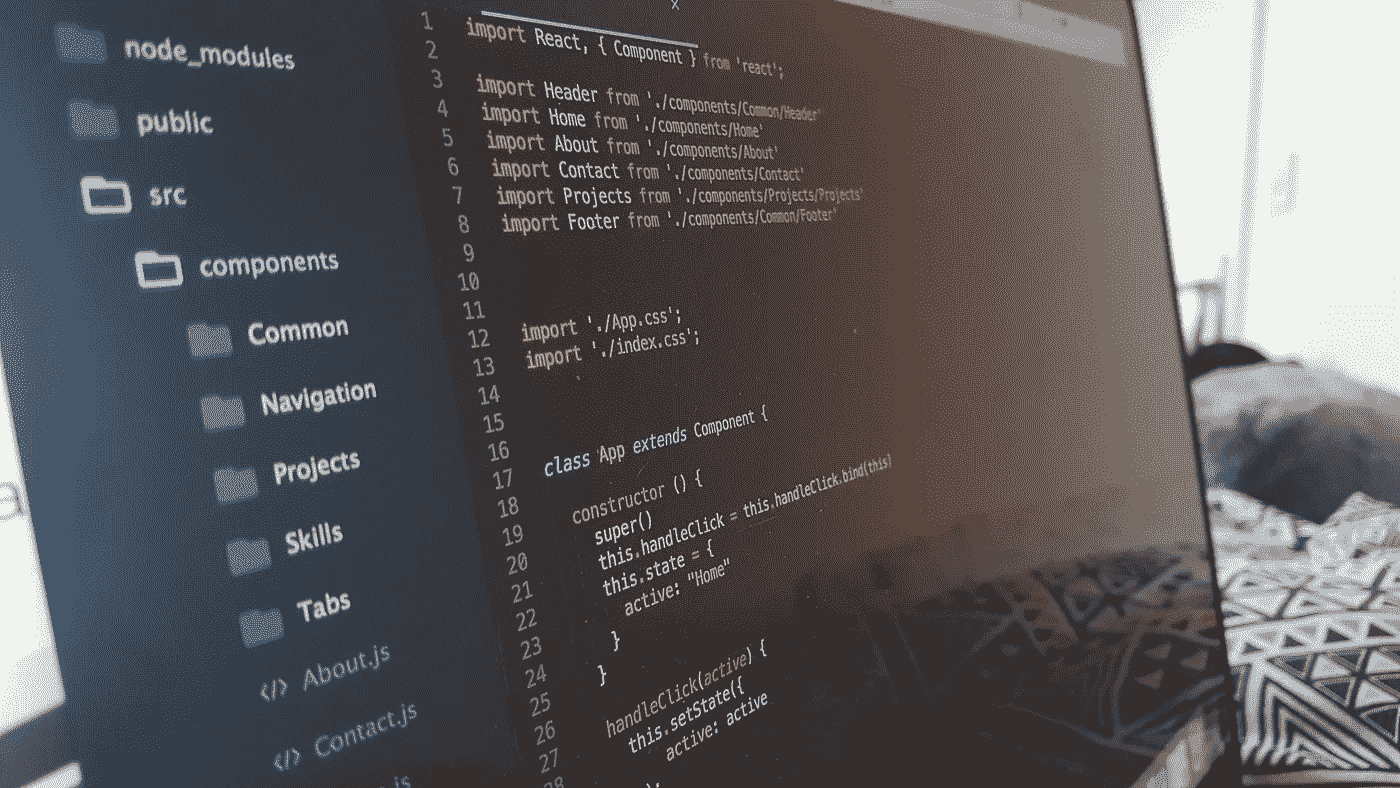 node_modules
public
src
components
Common
Navigation
Projects
Skills
Tabs
</> About.js
</> Contact.js
.js
1 import React, { Component } from 'react';
2
3 import Header from './components/Common/Header'
4 import Home from './components/Home'
5 import About from './components/About'
6 import Contact from './components/Contact'
7 import Projects from './components/Projects/Projects'
8 import Footer from './components/Common/Footer'
9
10
11
12 import './App.css';
13 import './index.css';
14
15
16
17 class App extends Component {
18
19 constructor () {
20 super()
21 this.handleClick = this.handleClick.bind(this)
22 this.state = {
23 active: "Home"
24 }
25 }
26 handleClick(active) {
27 this.setState({
28 active: active